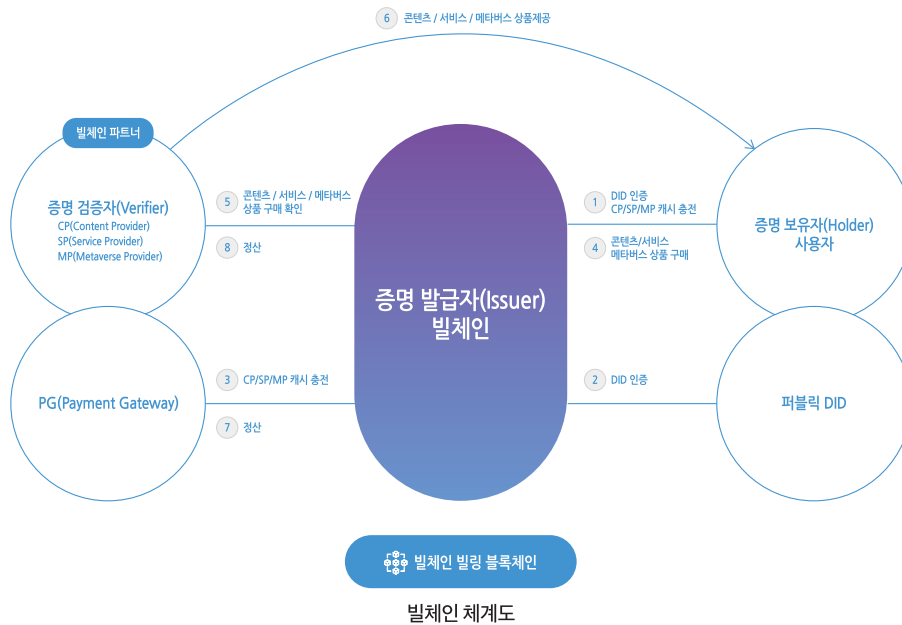 6 콘텐츠 / 서비스 / 메타버스 상품제공
빌체인 파트너
증명 검증자(Verifier)
CP(Content Provider)
SP(Service Provider)
MP(Metaverse Provider)
5 콘텐츠 / 서비스 / 메타버스
상품 구매 확인
8 정산
증명 발급자(Issuer)
빌체인
1 DID 인증
CP/SP/MP 캐시 충전
4 콘텐츠/서비스
메타버스 상품 구매
증명 보유자(Holder)
사용자
PG(Payment Gateway)
3 CP/SP/MP 캐시 충전
7 정산
2 DID 인증
퍼블릭 DID
빌체인 빌링 블록체인
빌체인 체계도